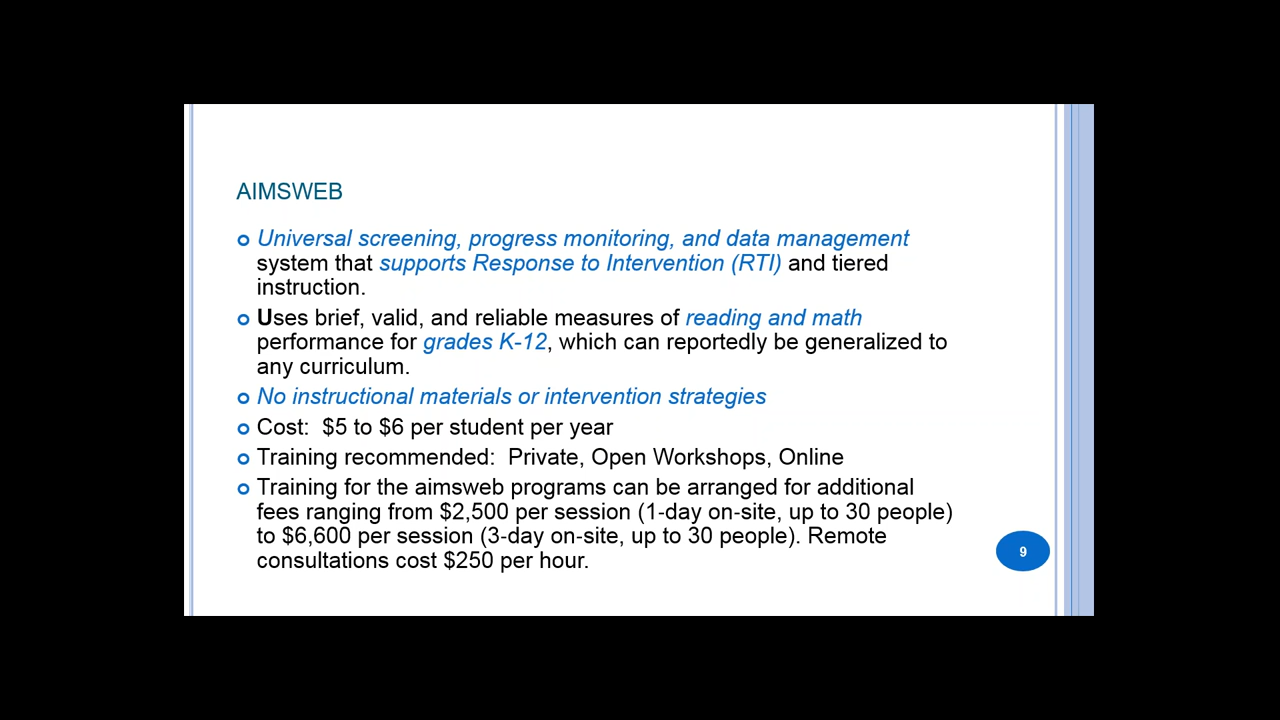 AIMSWEB
Universal screening, progress monitoring, and data management
system that supports Response to Intervention (RTI) and tiered
instruction.
Uses brief, valid, and reliable measures of reading and math
performance for grades K-12, which can reportedly be generalized to
any curriculum.
No instructional materials or intervention strategies
Cost:  $5 to $6 per student per year
Training recommended:  Private, Open Workshops, Online
Training for the aimsweb programs can be arranged for additional
fees ranging from $2,500 per session (1-day on-site, up to 30 people)
to $6,600 per session (3-day on-site, up to 30 people). Remote
consultations cost $250 per hour.
9